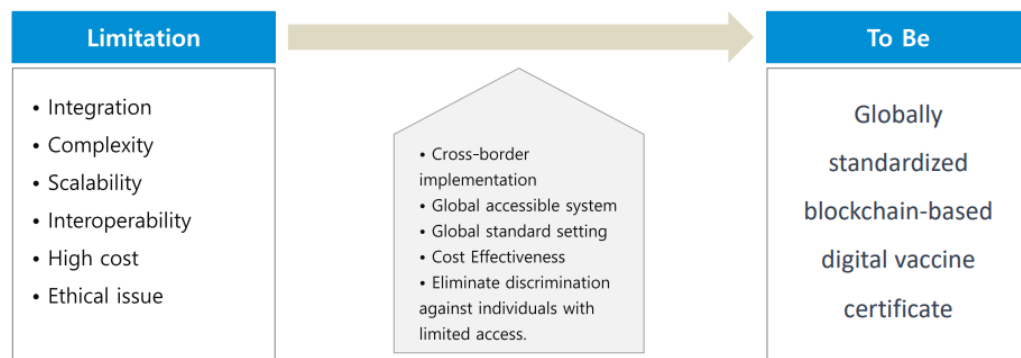 Limitation
• Integration
• Complexity
• Scalability
• Interoperability
• High cost
• Ethical issue
• Cross-border
implementation
• Global accessible system
• Global standard setting
• Cost Effectiveness
• Eliminate discrimination
against individuals with
limited access.
To Be
Globally
standardized
blockchain-based
digital vaccine
certificate